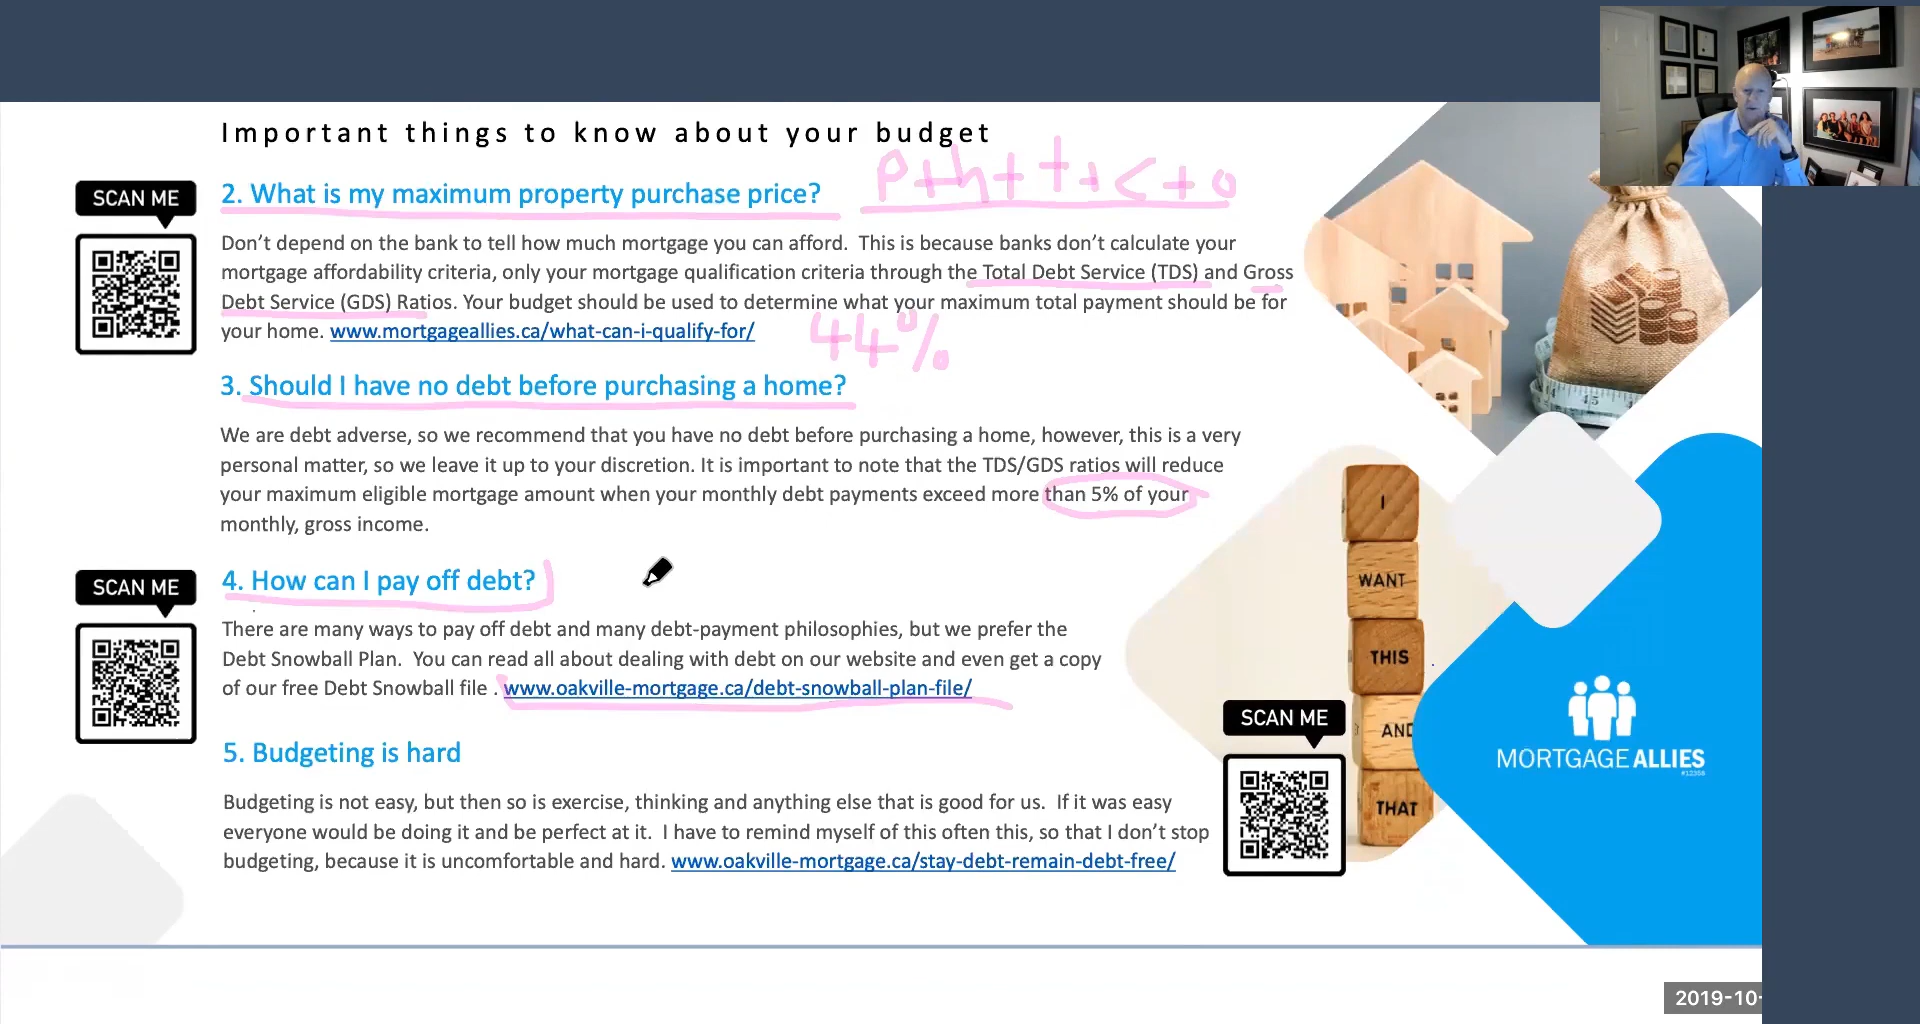 Important things to know about your budget
P+h+t+c+o
SCAN ME
2. What is my maximum property purchase price?
Don’t depend on the bank to tell how much mortgage you can afford.  This is because banks don’t calculate your
mortgage affordability criteria, only your mortgage qualification criteria through the Total Debt Service (TDS) and Gross
Debt Service (GDS) Ratios. Your budget should be used to determine what your maximum total payment should be for
your home. www.mortgageallies.ca/what-can-i-qualify-for/
44%
3. Should I have no debt before purchasing a home?
We are debt adverse, so we recommend that you have no debt before purchasing a home, however, this is a very
personal matter, so we leave it up to your discretion. It is important to note that the TDS/GDS ratios will reduce
your maximum eligible mortgage amount when your monthly debt payments exceed more than 5% of your
monthly, gross income.
SCAN ME
4. How can I pay off debt?
There are many ways to pay off debt and many debt-payment philosophies, but we prefer the
Debt Snowball Plan.  You can read all about dealing with debt on our website and even get a copy
of our free Debt Snowball file . www.oakville-mortgage.ca/debt-snowball-plan-file/
5. Budgeting is hard
Budgeting is not easy, but then so is exercise, thinking and anything else that is good for us.  If it was easy
everyone would be doing it and be perfect at it.  I have to remind myself of this often this, so that I don’t stop
budgeting, because it is uncomfortable and hard. www.oakville-mortgage.ca/stay-debt-remain-debt-free/
SCAN ME
I
WANT
THIS
AND
THAT
MORTGAGE ALLIES
#12358
2019-10-